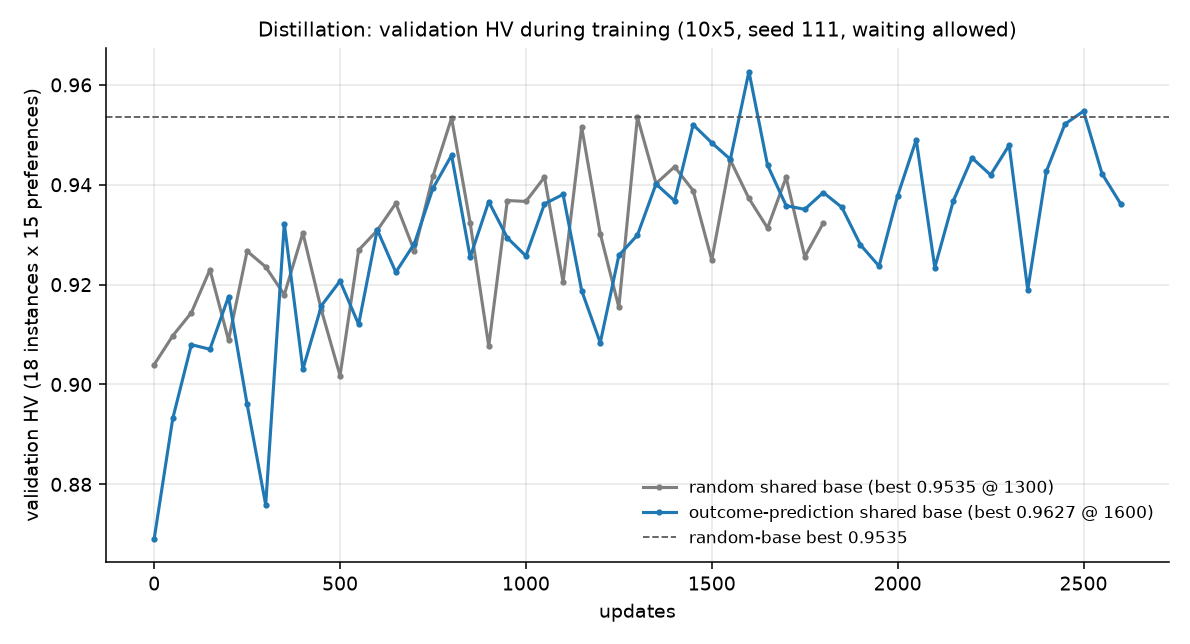 Distillation: validation HV during training (10x5, seed 111, waiting allowed)
validation HV (18 instances x 15 preferences)
0.96
0.94
0.92
0.90
0.88
random shared base (best 0.9535 @ 1300)
outcome-prediction shared base (best 0.9627 @ 1600)
random-base best 0.9535
0 500 1000 1500 2000 2500
updates